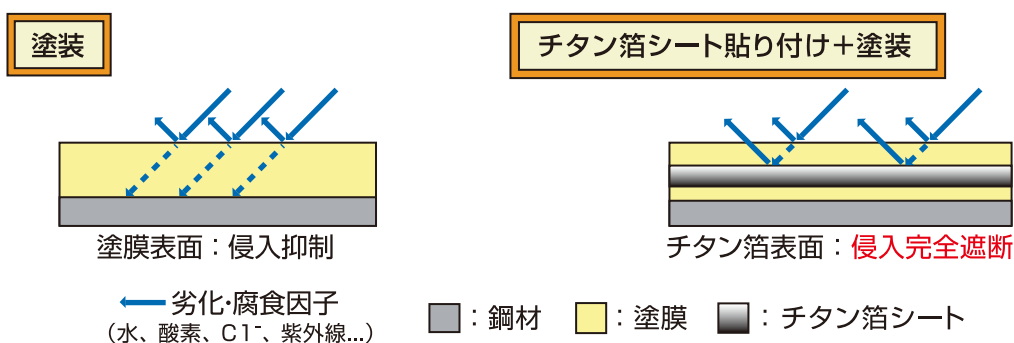 塗装
チタン箔シート貼り付け＋塗装
塗膜表面：侵入抑制
チタン箔表面：侵入完全遮断
劣化・腐食因子
（水、酸素、C1⁻、紫外線...）
：鋼材
：塗膜
：チタン箔シート